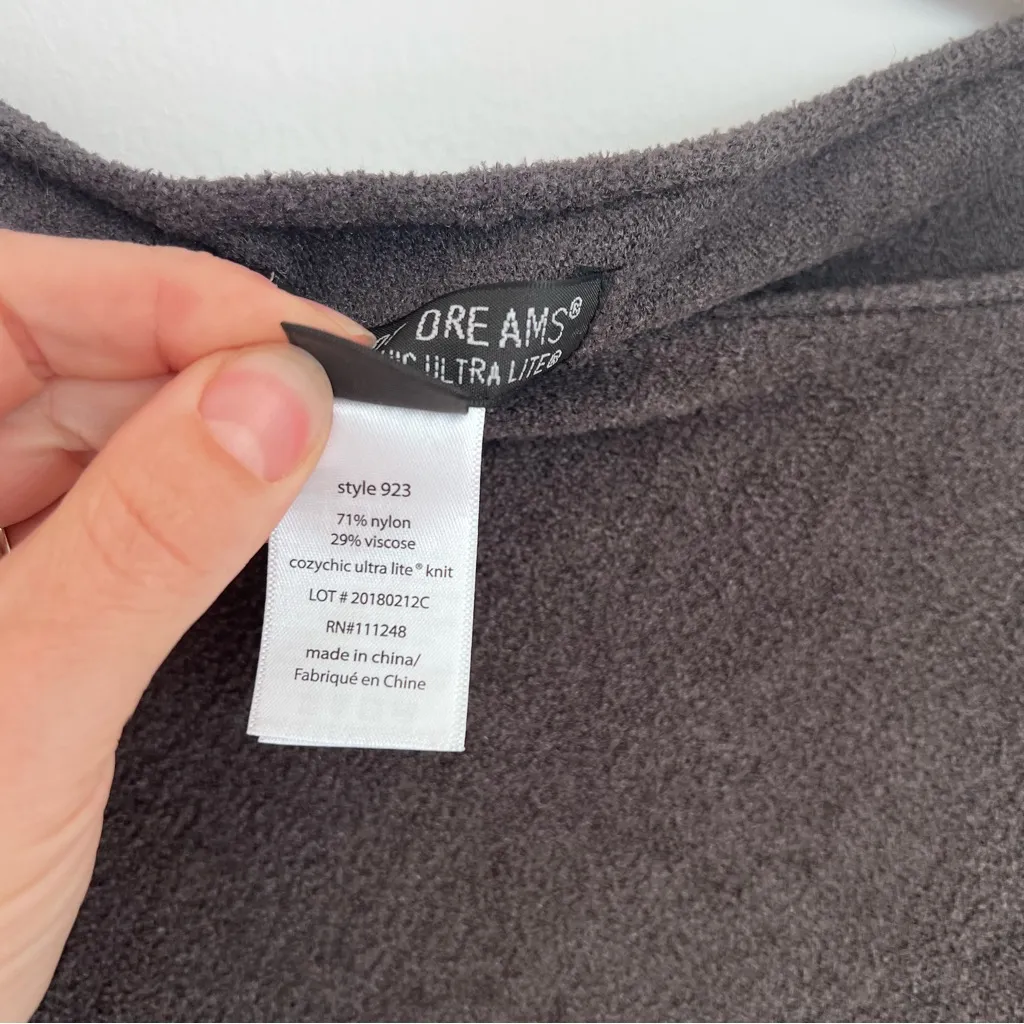 DREAMS®
ULTRA LITE®
style 923
71% nylon
29% viscose
cozychic ultra lite® knit
LOT # 20180212C
RN#111248
made in china/
Fabriqué en Chine